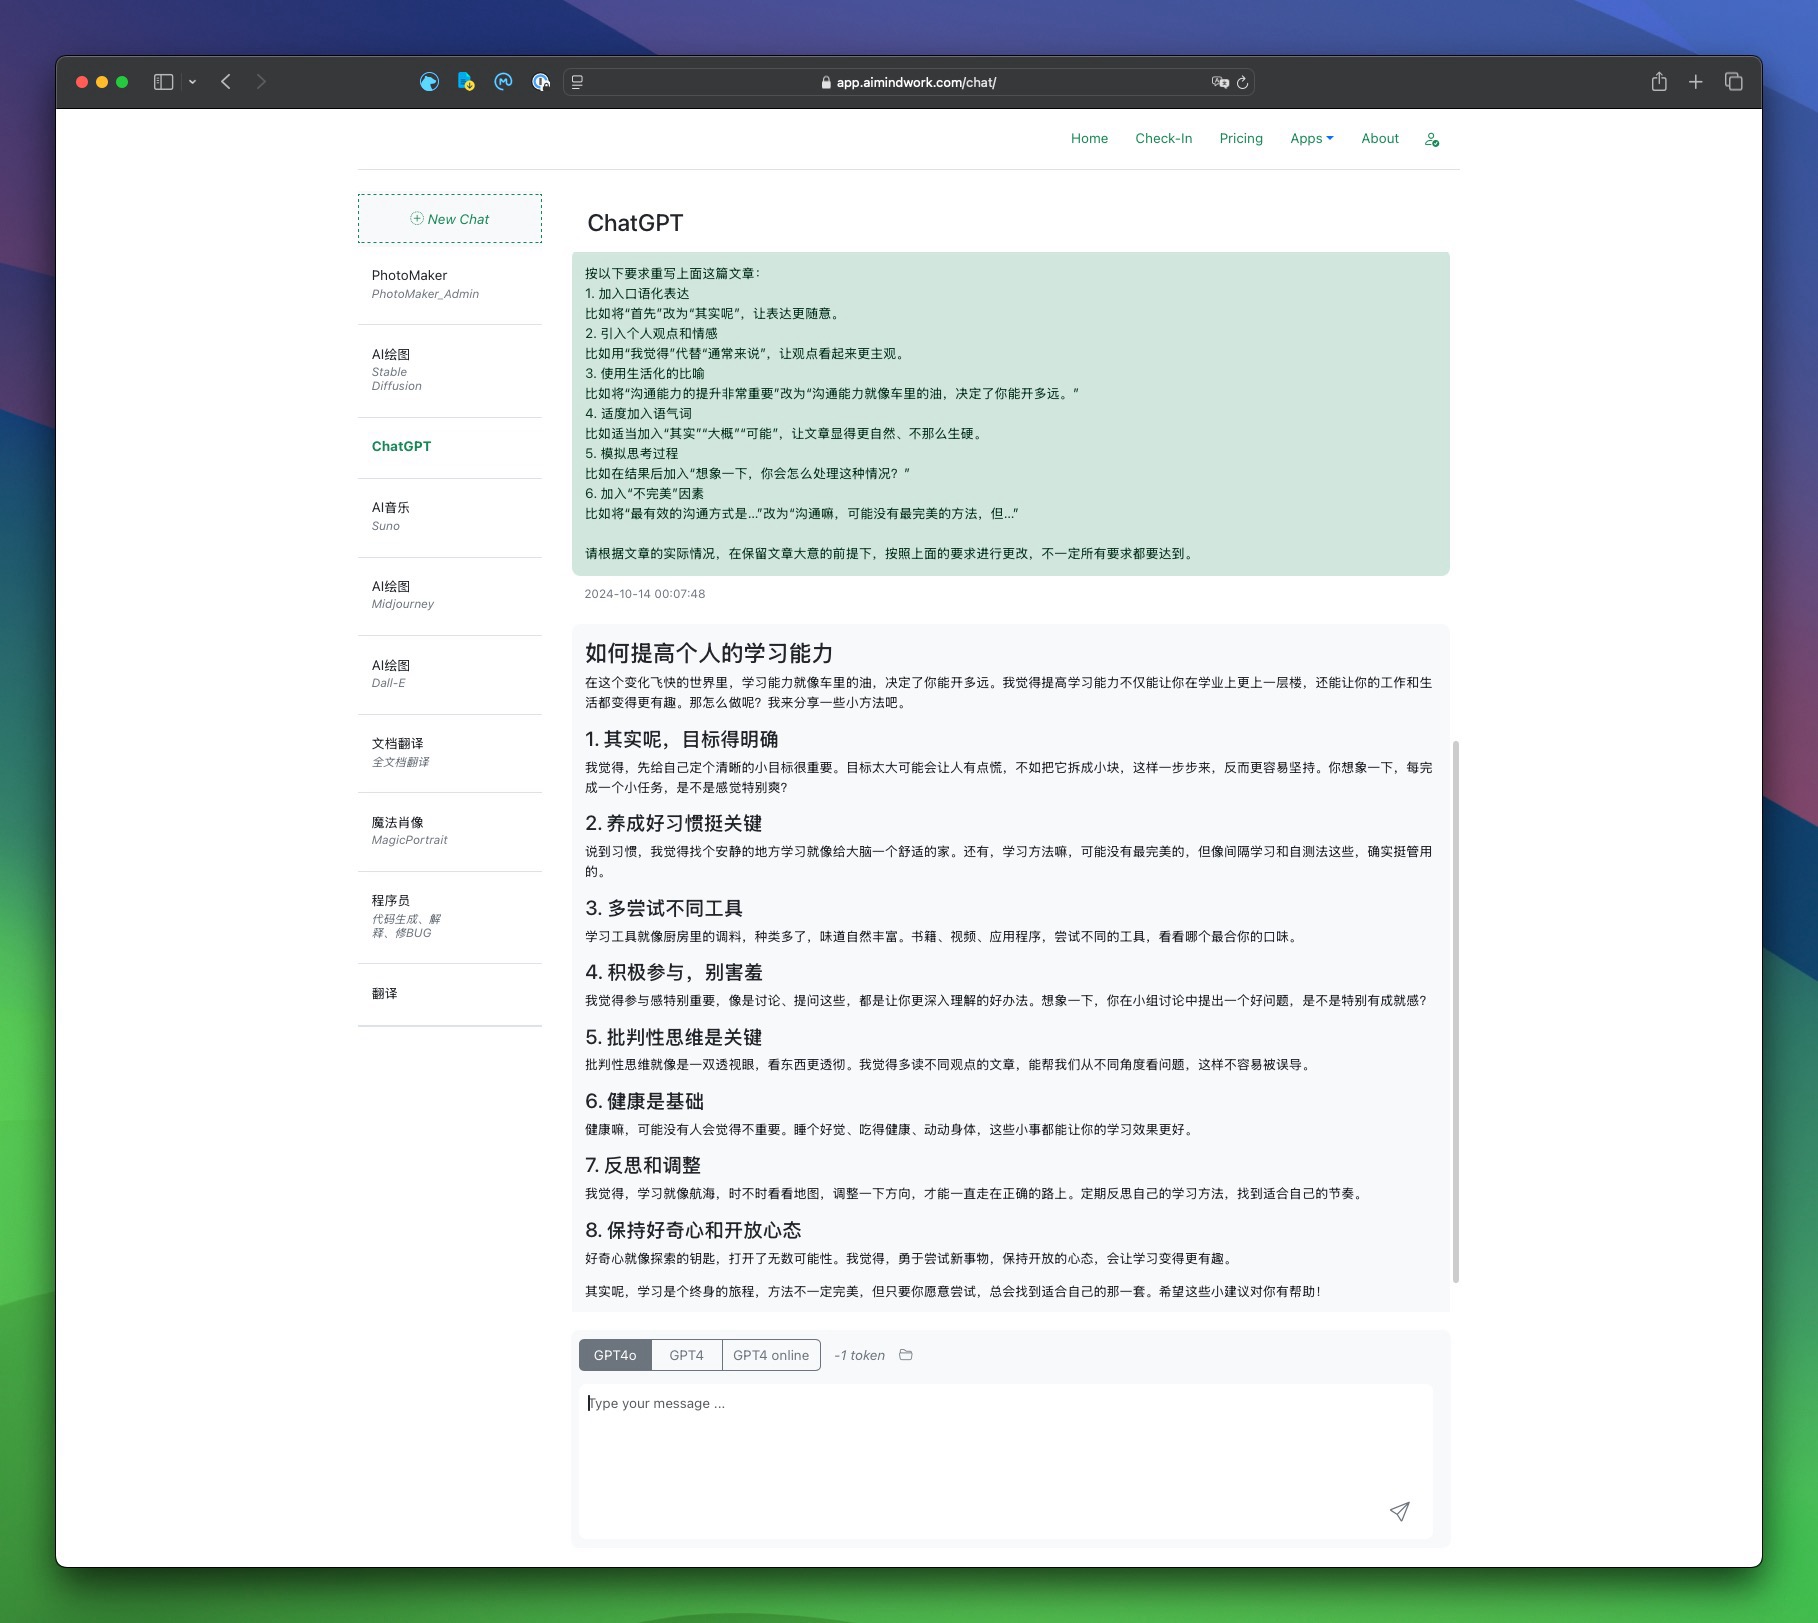 app.aimindwork.com/chat/
Home Check-In Pricing Apps About
New Chat
PhotoMaker
PhotoMaker_Admin
AI绘图
Stable
Diffusion
ChatGPT
AI音乐
Suno
AI绘图
Midjourney
AI绘图
Dall-E
文档翻译
全文档翻译
魔法肖像
MagicPortrait
程序员
代码生成、解
释、修BUG
翻译
ChatGPT
按以下要求重写上面这篇文章：
1. 加入口语化表达
比如将“首先”改为“其实呢”，让表达更随意。
2. 引入个人观点和情感
比如用“我觉得”代替“通常来说”，让观点看起来更主观。
3. 使用生活化的比喻
比如将“沟通能力的提升非常重要”改为“沟通能力就像车里的油，决定了你能开多远。”
4. 适度加入语气词
比如适当加入“其实”“大概”“可能”，让文章显得更自然、不那么生硬。
5. 模拟思考过程
比如在结果后加入“想象一下，你会怎么处理这种情况？”
6. 加入“不完美”因素
比如将“最有效的沟通方式是...”改为“沟通嘛，可能没有最完美的方法，但...”
请根据文章的实际情况，在保留文章大意的前提下，按照上面的要求进行更改，不一定所有要求都要达到。
2024-10-14 00:07:48
如何提高个人的学习能力
在这个变化飞快的世界里，学习能力就像车里的油，决定了你能开多远。我觉得提高学习能力不仅能让你在学业上更上一层楼，还能让你的工作和生
活都变得更有趣。那怎么做呢？我来分享一些小方法吧。
1. 其实呢，目标得明确
我觉得，先给自己定个清晰的小目标很重要。目标太大可能会让人有点慌，不如把它拆成小块，这样一步步来，反而更容易坚持。你想象一下，每完
成一个小任务，是不是感觉特别爽？
2. 养成好习惯挺关键
说到习惯，我觉得找个安静的地方学习就像给大脑一个舒适的家。还有，学习方法嘛，可能没有最完美的，但像间隔学习和自测法这些，确实挺管用
的。
3. 多尝试不同工具
学习工具就像厨房里的调料，种类多了，味道自然丰富。书籍、视频、应用程序，尝试不同的工具，看看哪个最合你的口味。
4. 积极参与，别害羞
我觉得参与感特别重要，像是讨论、提问这些，都是让你更深入理解的好办法。想象一下，你在小组讨论中提出一个好问题，是不是特别有成就感？
5. 批判性思维是关键
批判性思维就像是一双透视眼，看东西更透彻。我觉得多读不同观点的文章，能帮我们从不同角度看问题，这样不容易被误导。
6. 健康是基础
健康嘛，可能没有人会觉得不重要。睡个好觉、吃得健康、动动身体，这些小事都能让你的学习效果更好。
7. 反思和调整
我觉得，学习就像航海，时不时看看地图，调整一下方向，才能一直走在正确的路上。定期反思自己的学习方法，找到适合自己的节奏。
8. 保持好奇心和开放心态
好奇心就像探索的钥匙，打开了无数可能性。我觉得，勇于尝试新事物，保持开放的心态，会让学习变得更有趣。
其实呢，学习是个终身的旅程，方法不一定完美，但只要你愿意尝试，总会找到适合自己的那一套。希望这些小建议对你有帮助！
GPT4o GPT4 GPT4 online -1 token
Type your message ...